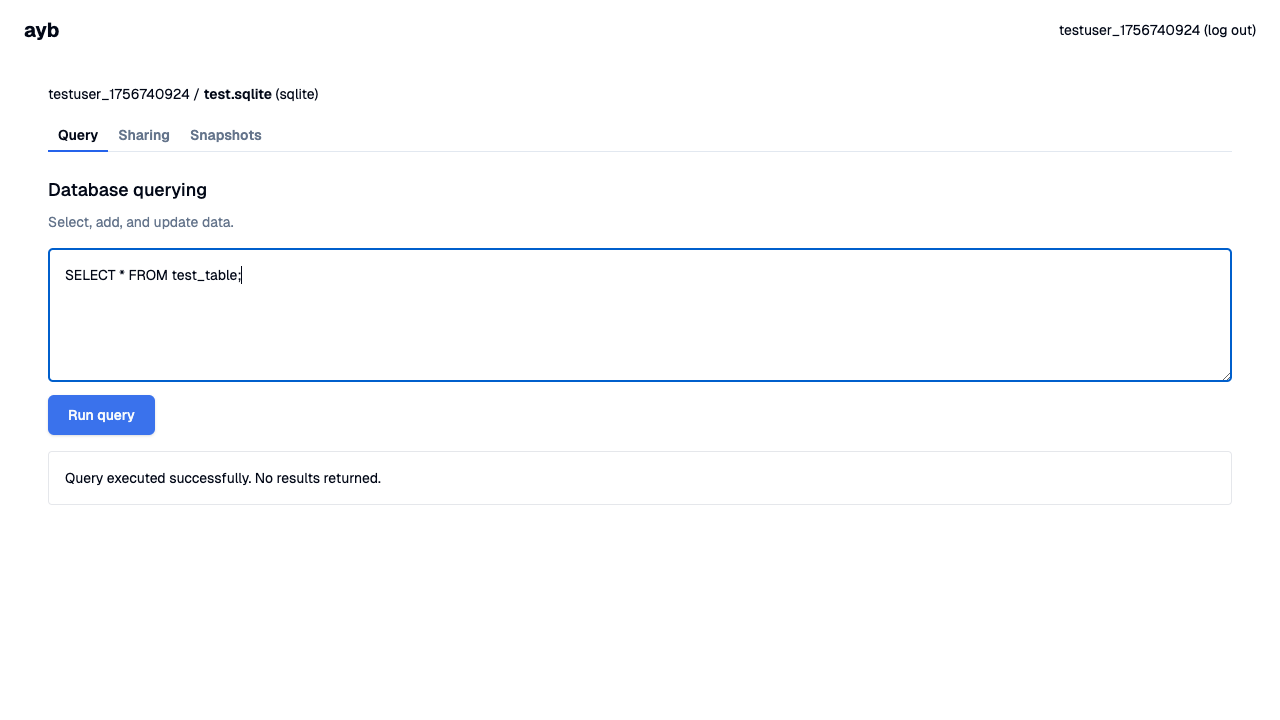 ayb
testuser_1756740924 (log out)
testuser_1756740924 / test.sqlite (sqlite)
Query Sharing Snapshots
Database querying
Select, add, and update data.
SELECT * FROM test_table;
Run query
Query executed successfully. No results returned.